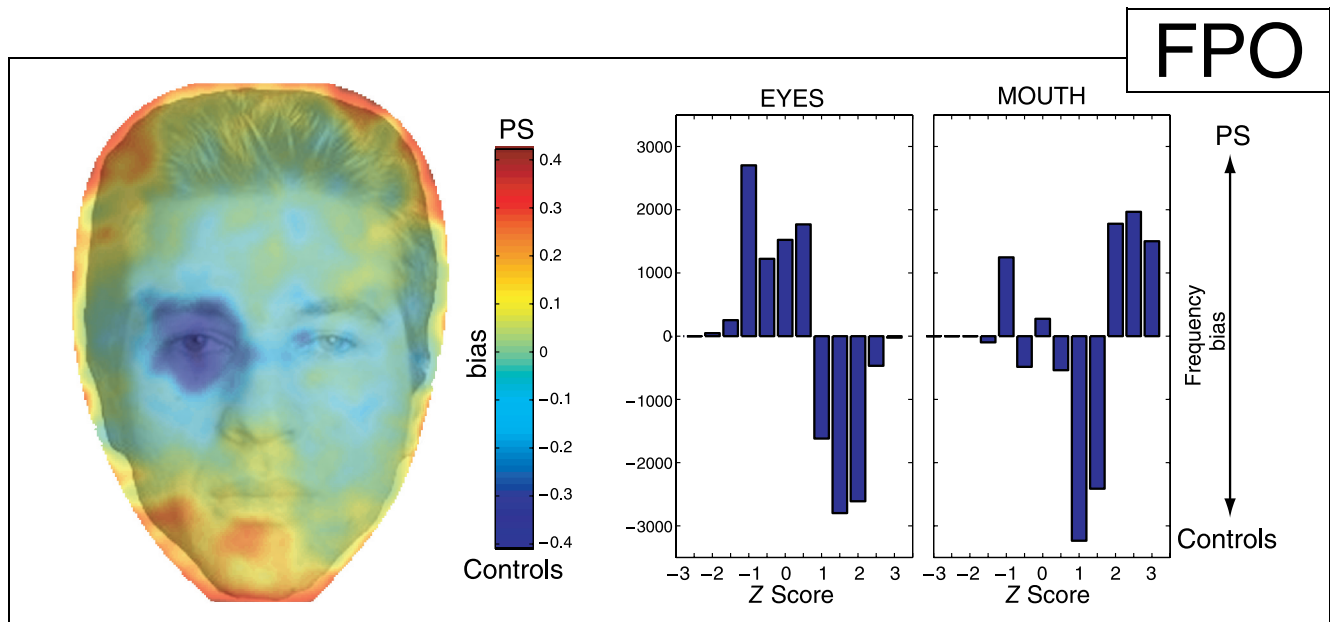 FPO
PS
0.4
0.3
0.2
0.1
0
−0.1
−0.2
−0.3
−0.4
bias
Controls
EYES
3000
2000
1000
0
−1000
−2000
−3000
−3 −2 −1 0 1 2 3
Z Score
MOUTH
−3 −2 −1 0 1 2 3
Z Score
PS
Frequency
bias
Controls